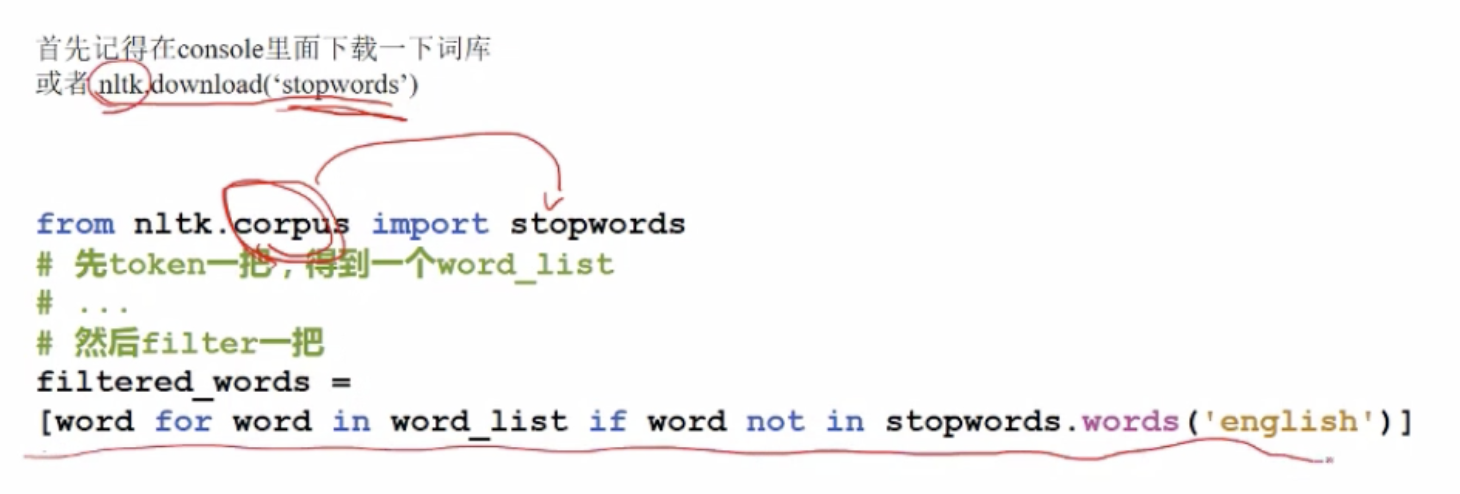 首先记得在console里面下载一下词库
或者 nltk.download(‘stopwords’)
from nltk.corpus import stopwords
# 先token一把，得到一个word_list
# ...
# 然后filter一把
filtered_words =
[word for word in word_list if word not in stopwords.words('english')]